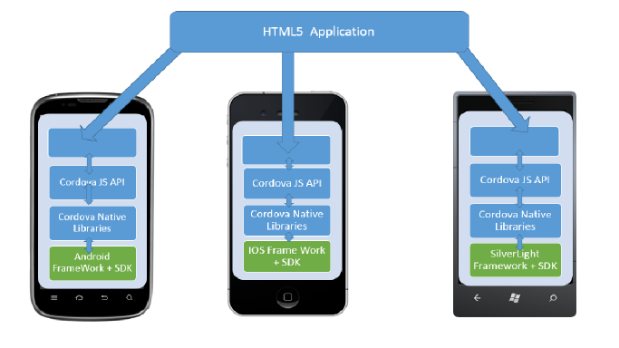 HTML5 Application
Cordova JS API
Cordova Native
Libraries
Android
FrameWork + SDK
Cordova JS API
Cordova Native
Libraries
IOS Frame Work
+ SDK
Cordova JS API
Cordova Native
Libraries
SilverLight
Framework + SDK